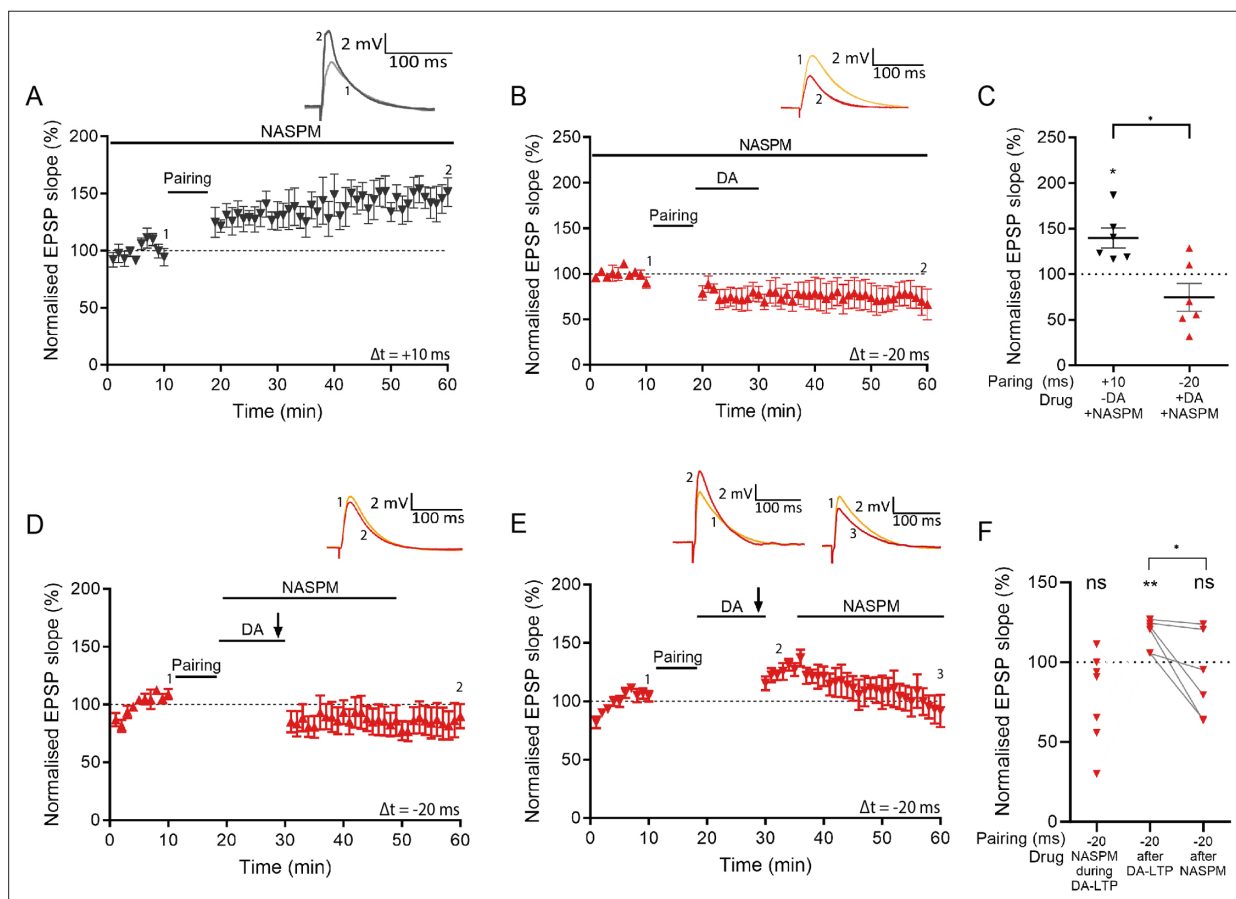 A
2
2 mV
100 ms
1
Normalised EPSP slope (%)
200
150
100
50
0
NASPM
Pairing
1
2
Δt = +10 ms
0 10 20 30 40 50 60
Time (min)
B
1
2 mV
100 ms
2
Normalised EPSP slope (%)
250
200
150
100
50
0
NASPM
DA
Pairing
1
2
Δt = -20 ms
0 10 20 30 40 50 60
Time (min)
C
Normalised EPSP slope (%)
250
200
150
100
50
0
*
*
Paring (ms) +10 -20
Drug -DA +DA
+NASPM +NASPM
D
1
2 mV
100 ms
2
Normalised EPSP slope (%)
200
150
100
50
0
NASPM
DA
Pairing
1
2
Δt = -20 ms
0 10 20 30 40 50 60
Time (min)
E
2
2 mV
100 ms
1
1
2 mV
100 ms
3
Normalised EPSP slope (%)
200
150
100
50
0
DA
NASPM
Pairing
1
2
3
Δt = -20 ms
0 10 20 30 40 50 60
Time (min)
F
Normalised EPSP slope (%)
150
100
50
0
*
ns ** ns
Pairing (ms) -20 -20 -20
Drug NASPM after after
during DA-LTP NASPM
DA-LTP